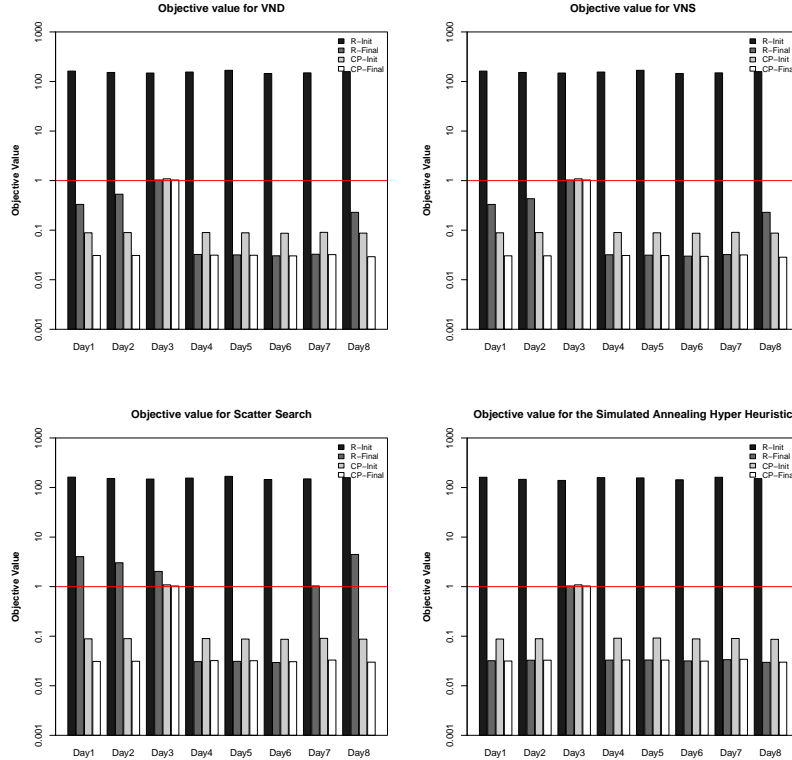 Objective value for VND
Objective Value
1000
100
10
1
0.1
0.01
0.001
R−Init
R−Final
CP−Init
CP−Final
Day1 Day2 Day3 Day4 Day5 Day6 Day7 Day8
Objective value for VNS
Objective Value
1000
100
10
1
0.1
0.01
0.001
R−Init
R−Final
CP−Init
CP−Final
Day1 Day2 Day3 Day4 Day5 Day6 Day7 Day8
Objective value for Scatter Search
Objective Value
1000
100
10
1
0.1
0.01
0.001
R−Init
R−Final
CP−Init
CP−Final
Day1 Day2 Day3 Day4 Day5 Day6 Day7 Day8
Objective value for the Simulated Annealing Hyper Heuristic
Objective Value
1000
100
10
1
0.1
0.01
0.001
R−Init
R−Final
CP−Init
CP−Final
Day1 Day2 Day3 Day4 Day5 Day6 Day7 Day8